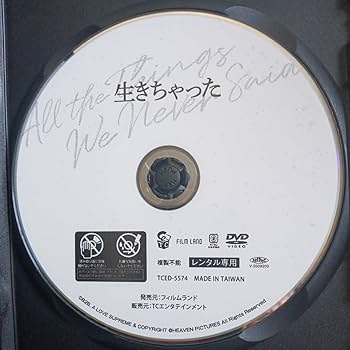 All the Things
We Never Said
生きちゃった
FILM LAND
DVD
VIDEO
複製不能
レンタル専用
TCED-5574 MADE IN TAIWAN
発売元:フィルムランド
販売元:TCエンタテインメント
©2020, A LOVE SUPREME & COPYRIGHT @HEAVEN PICTURES All Rights Reserved